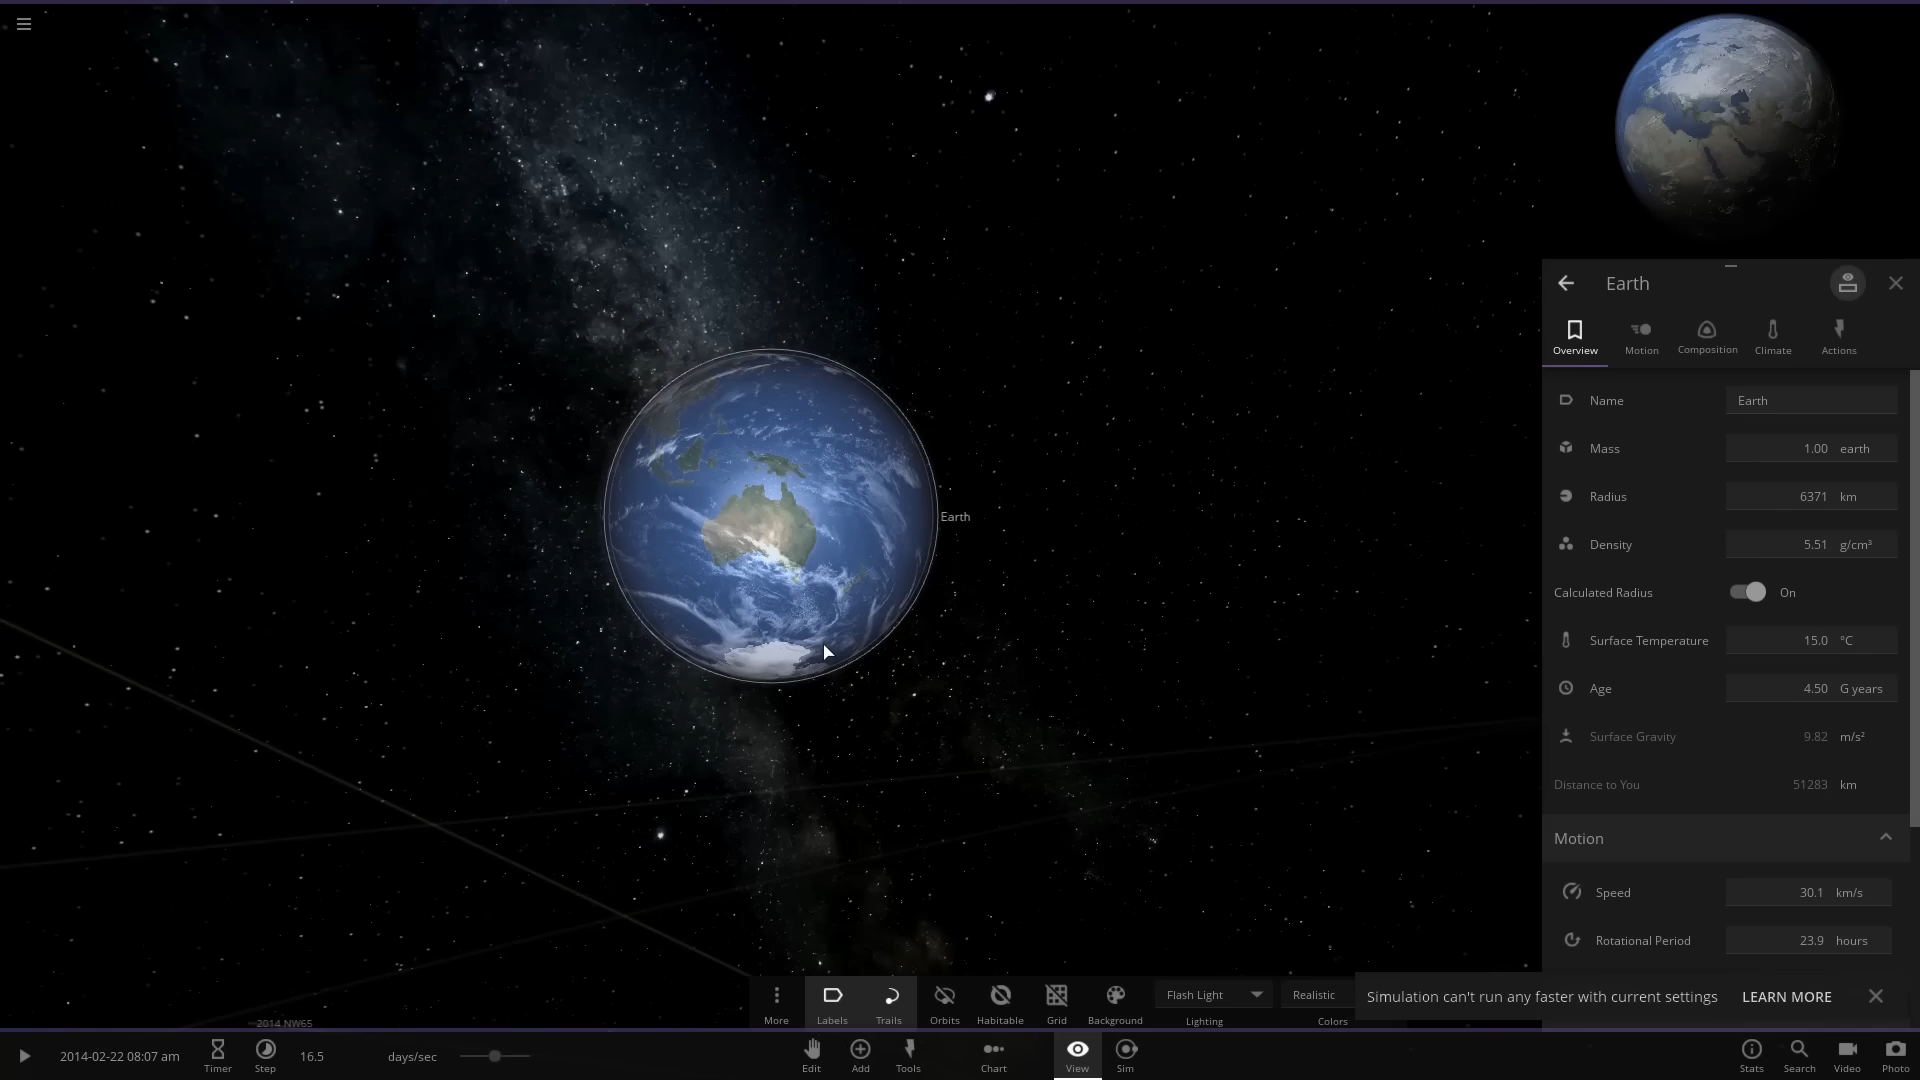 Earth
Overview
Motion
Composition
Climate
Actions
Name Earth
Mass 1.00 earth
Radius 6371 km
Density 5.51 g/cm³
Calculated Radius On
Surface Temperature 15.0 °C
Age 4.50 G years
Surface Gravity 9.82 m/s²
Distance to You 51283 km
Motion
Speed 30.1 km/s
Rotational Period 23.9 hours
Earth
2014 NW65
More
Labels
Trails
Orbits
Habitable
Grid
Background
Flash Light
Lighting
Realistic
Colors
Simulation can't run any faster with current settings LEARN MORE
2014-02-22 08:07 am
Timer
Step
16.5 days/sec
Edit
Add
Tools
Chart
View
Sim
Stats
Search
Video
Photo